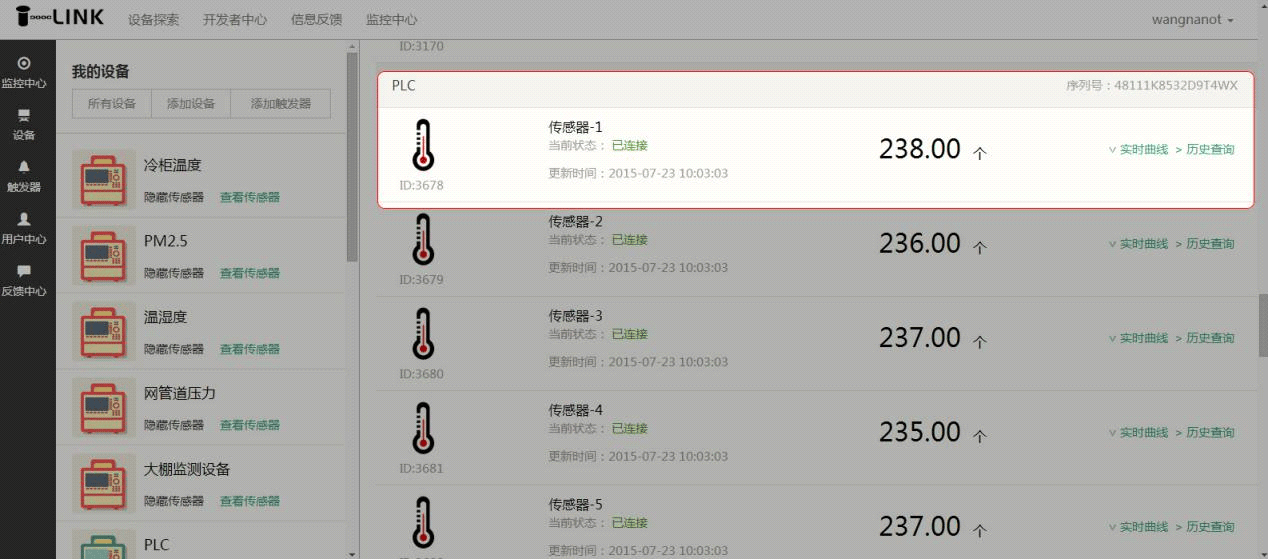 LINK 设备探索 开发者中心 信息反馈 监控中心 wangnanot
监控中心
设备
触发器
用户中心
反馈中心
我的设备
所有设备 添加设备 添加触发器
冷柜温度
隐藏传感器 查看传感器
PM2.5
隐藏传感器 查看传感器
温湿度
隐藏传感器 查看传感器
网管道压力
隐藏传感器 查看传感器
大棚监测设备
隐藏传感器 查看传感器
PLC
ID:3170
PLC 序列号：48111K8532D9T4WX
传感器-1
当前状态： 已连接
238.00 个 ∨ 实时曲线 > 历史查询
更新时间：2015-07-23 10:03:03
ID:3678
传感器-2
当前状态： 已连接
236.00 个 ∨ 实时曲线 > 历史查询
更新时间：2015-07-23 10:03:03
ID:3679
传感器-3
当前状态： 已连接
237.00 个 ∨ 实时曲线 > 历史查询
更新时间：2015-07-23 10:03:03
ID:3680
传感器-4
当前状态： 已连接
235.00 个 ∨ 实时曲线 > 历史查询
更新时间：2015-07-23 10:03:03
ID:3681
传感器-5
当前状态： 已连接
237.00 个 ∨ 实时曲线 > 历史查询
更新时间：2015-07-23 10:03:03